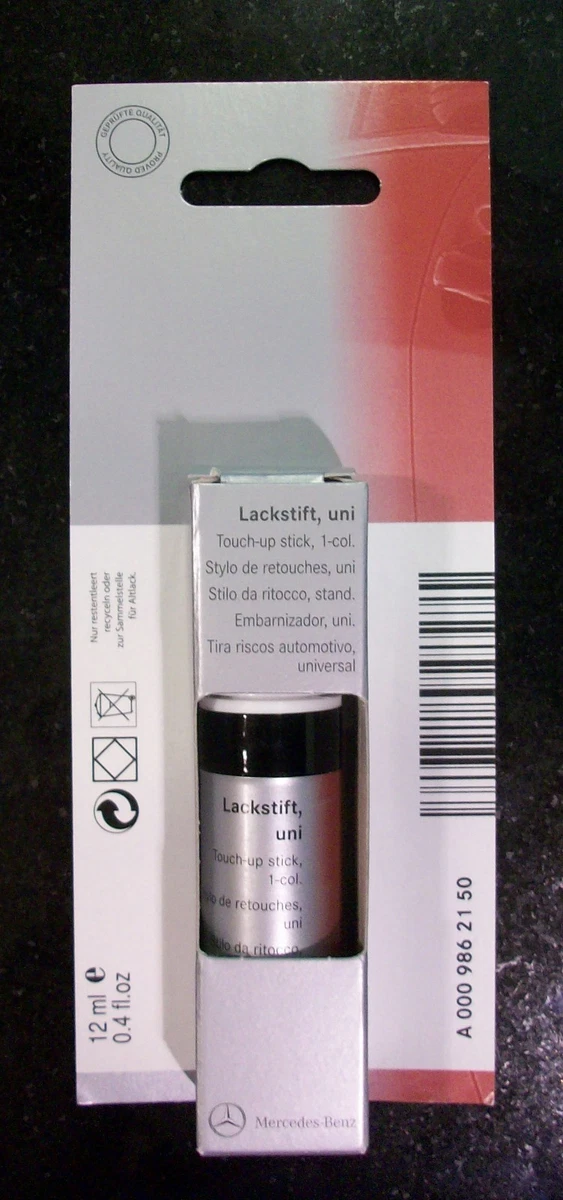 GEPRÜFTE QUALITÄT
PROVED QUALITY
Lackstift, uni
Touch-up stick, 1-col.
Stylo de retouches, uni
Stilo da ritocco, stand.
Embarnizador, uni.
Tira riscos automotivo,
universal
Nur restentleert
recyceln oder
zur Sammelstelle
für Altlack.
Lackstift,
uni
Touch-up stick,
1-col.
de retouches,
uni
da ritocco,
12 ml e
0.4 fl.oz
A 000 986 21 50
Mercedes-Benz